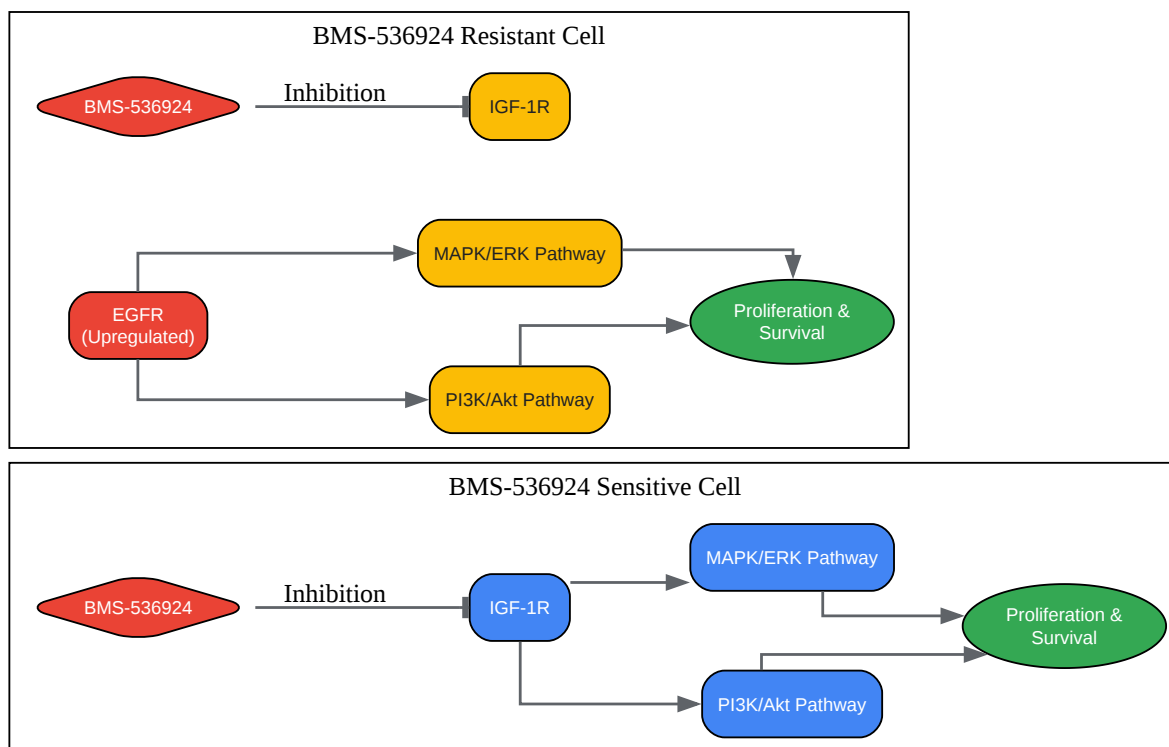 BMS-536924 Resistant Cell
BMS-536924
Inhibition
IGF-1R
MAPK/ERK Pathway
EGFR
(Upregulated)
Proliferation &
Survival
PI3K/Akt Pathway
BMS-536924 Sensitive Cell
MAPK/ERK Pathway
BMS-536924
Inhibition
IGF-1R
Proliferation &
Survival
PI3K/Akt Pathway